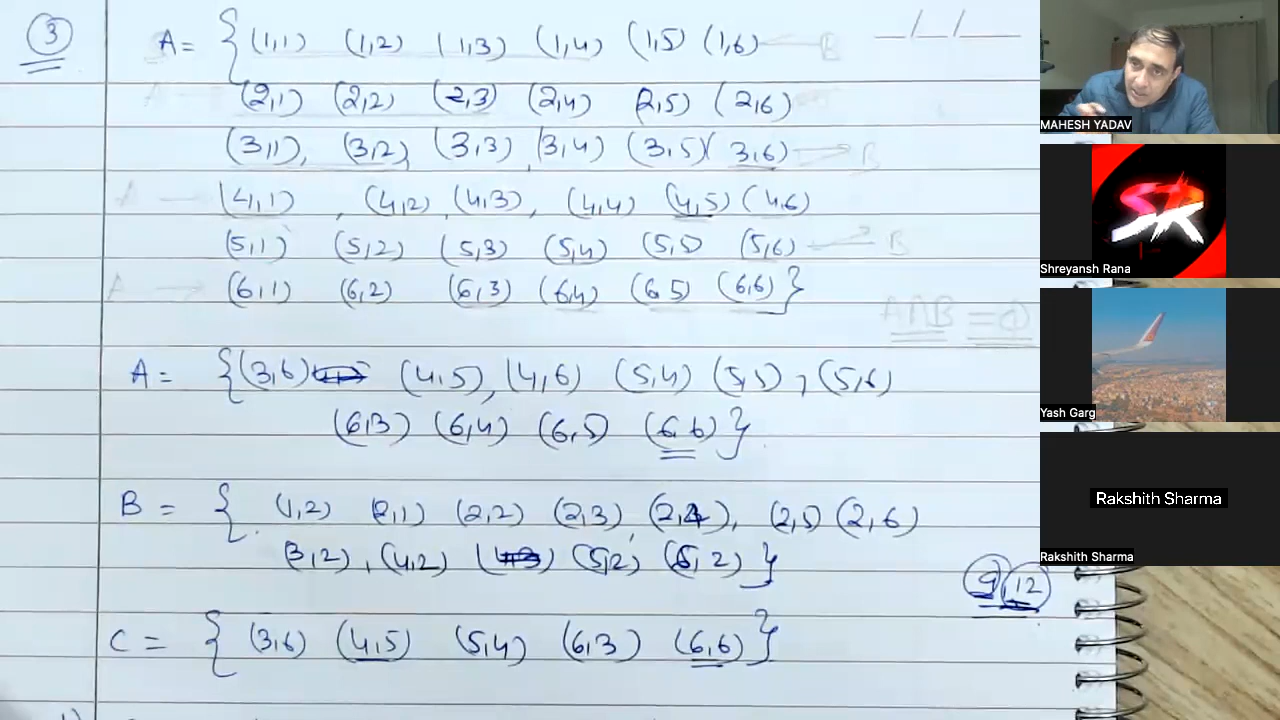 ③
A= { (1,1) (1,2) (1,3) (1,4) (1,5) (1,6)
__/__/__
(2,1) (2,2) (2,3) (2,4) (2,5) (2,6)
(3,1), (3,2), (3,3), (3,4) (3,5) (3,6)
(4,1) , (4,2) (4,3), (4,4) (4,5) (4,6)
(5,1) (5,2) (5,3) (5,4) (5,5) (5,6)
(6,1) (6,2) (6,3) (6,4) (6 5) (6,6) }
A∩B = ①
A= {(3,6) (4,5), (4,6) (5,4) (5,5), (5,6)
(6,3) (6,4) (6,5) (6,6) }
B = { (1,2) (2,1) (2,2) (2,3) (2,4), (2,5) (2,6)
(3,2), (4,2) (5,2) (6,2) }
9,12
C = { (3,6) (4,5) (5,4) (6,3) (6,6) }
MAHESH YADAV
SR
Shreyansh Rana
Yash Garg
Rakshith Sharma
Rakshith Sharma